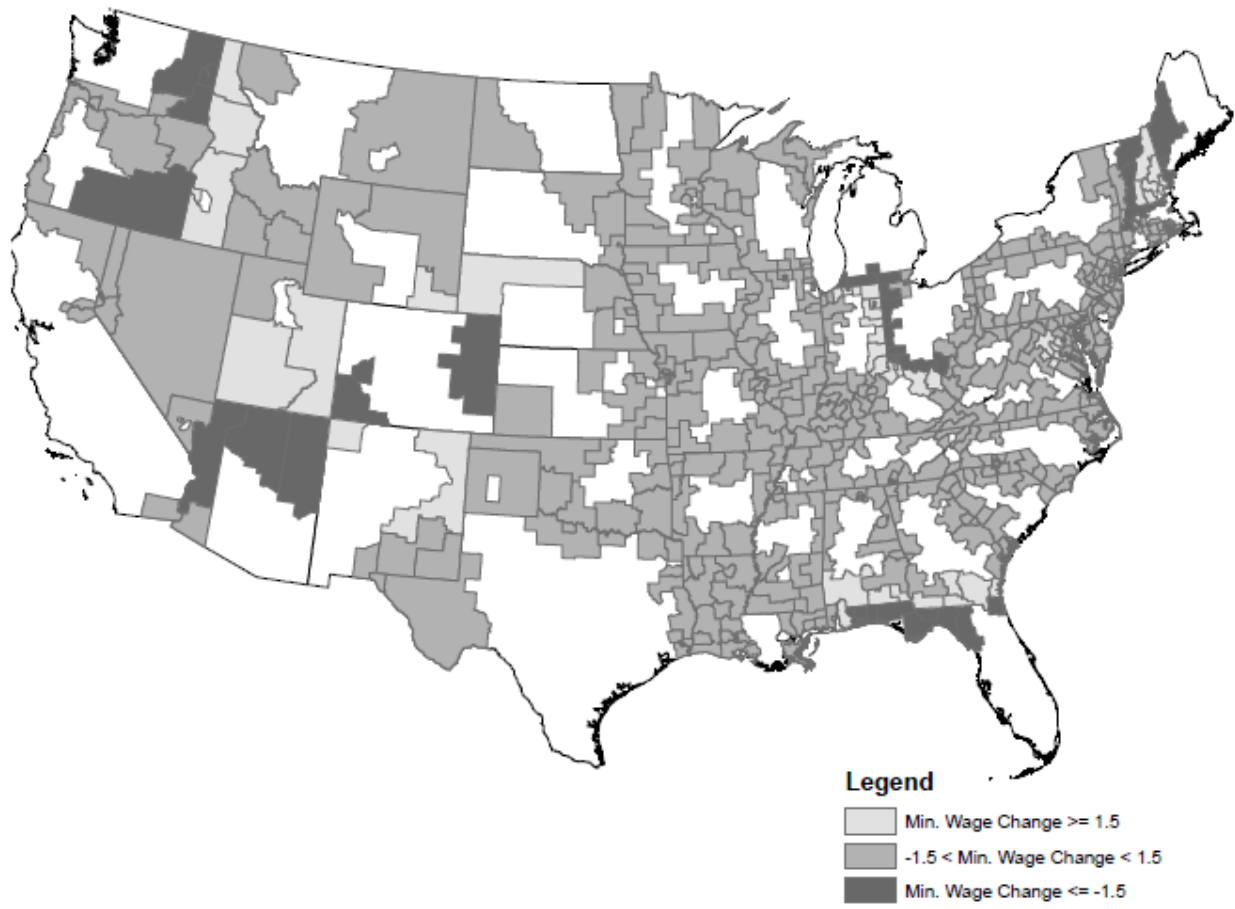 Legend
Min. Wage Change >= 1.5
-1.5 < Min. Wage Change < 1.5
Min. Wage Change <= -1.5